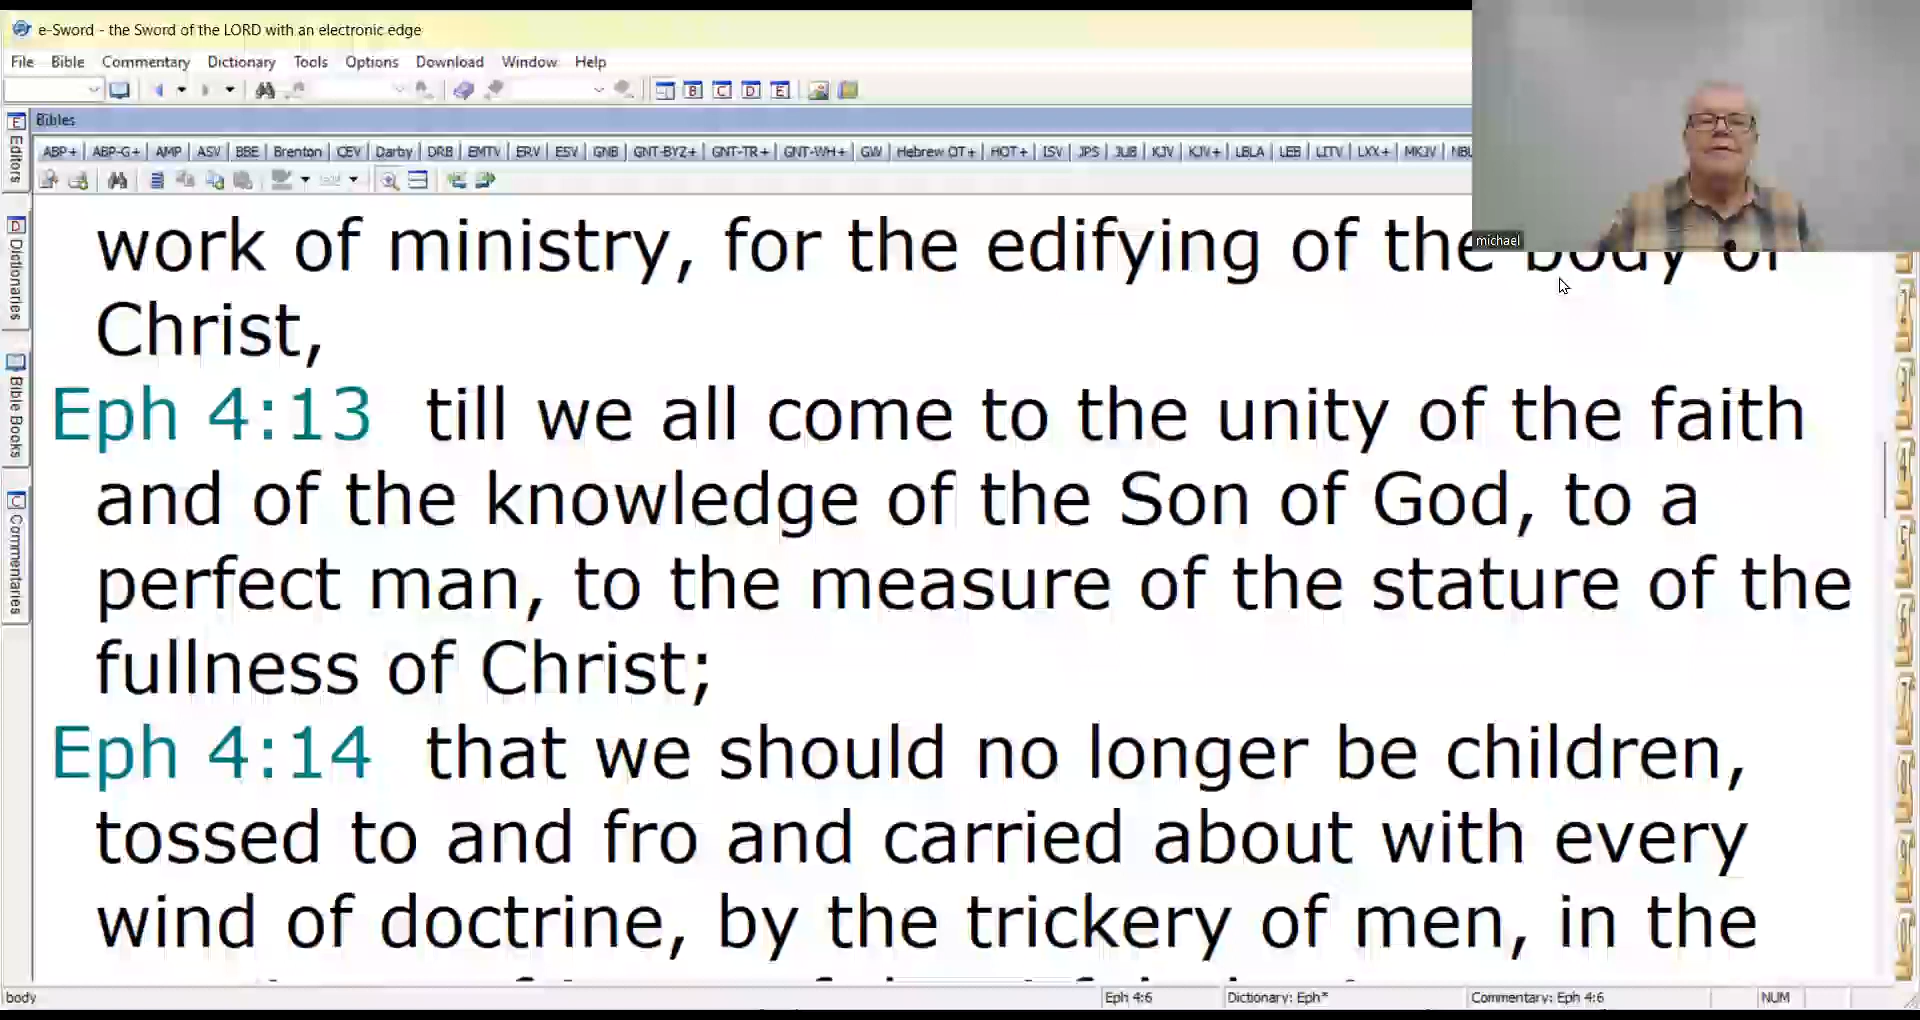 e-Sword - the Sword of the LORD with an electronic edge
File Bible Commentary Dictionary Tools Options Download Window Help
B C D E
Bibles
ABP+ ABP-G+ AMP ASV BBE Brenton CEV Darby DRB EMTV ERV ESV GNB GNT-BYZ+ GNT-TR+ GNT-WH+ GW Hebrew OT+ HOT+ ISV JPS JUB KJV KJV+ LBLA LEB LITV LXX+ MKJV
E Editors
D Dictionaries
Bible Books
C Commentaries
michael
work of ministry, for the edifying of the body of
Christ,
Eph 4:13 till we all come to the unity of the faith
and of the knowledge of the Son of God, to a
perfect man, to the measure of the stature of the
fullness of Christ;
Eph 4:14 that we should no longer be children,
tossed to and fro and carried about with every
wind of doctrine, by the trickery of men, in the
body Eph 4:6 Dictionary: Eph* Commentary: Eph 4:6 NUM